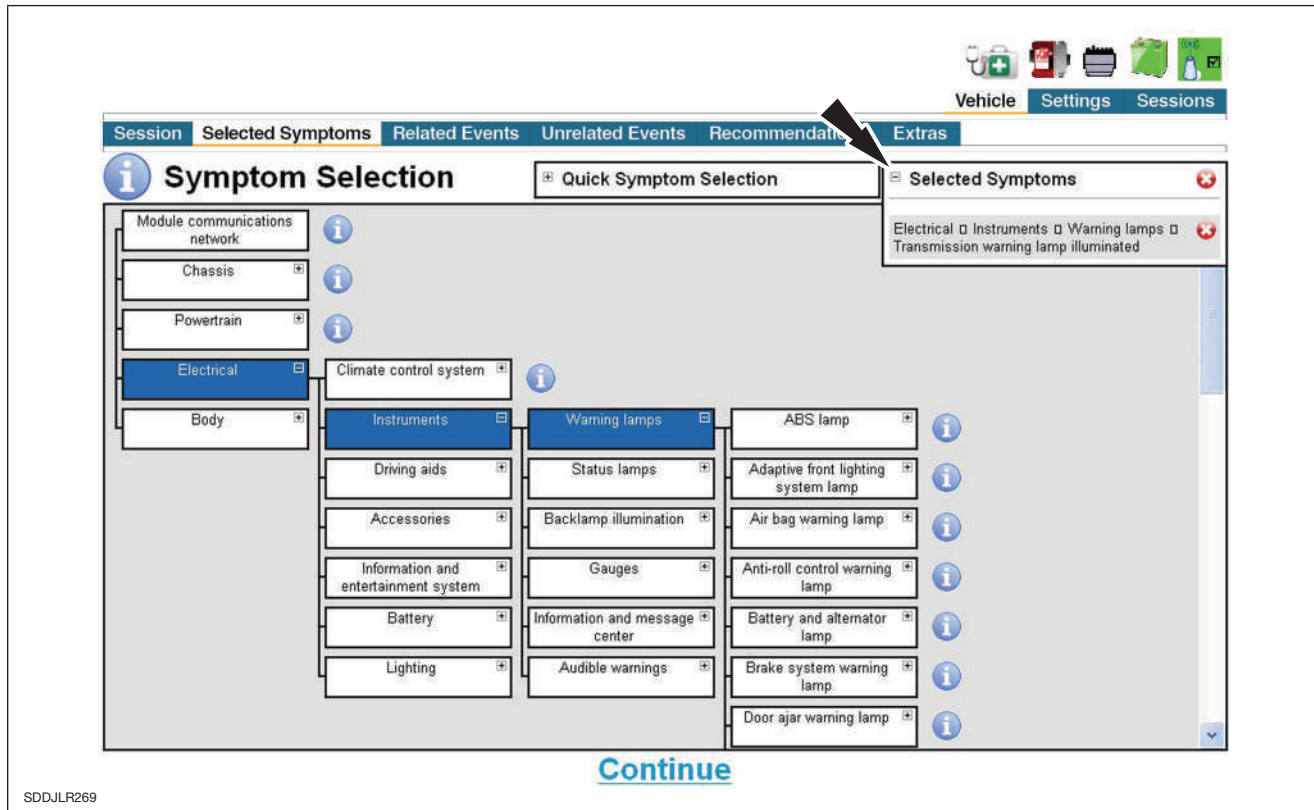 Vehicle Settings Sessions
Session Selected Symptoms Related Events Unrelated Events Extras
Symptom Selection
Quick Symptom Selection
Selected Symptoms
Electrical Instruments Warning lamps
Transmission warning lamp illuminated
Module communications
network
Chassis
Powertrain
Electrical
Body
Climate control system
Instruments
Driving aids
Accessories
Information and
entertainment system
Battery
Lighting
Warning lamps
Status lamps
Backlamp illumination
Gauges
Information and message
center
Audible warnings
ABS lamp
Adaptive front lighting
system lamp
Air bag warning lamp
Anti-roll control warning
lamp
Battery and alternator
lamp
Brake system warning
lamp
Door ajar warning lamp
Continue
SDDJLR269